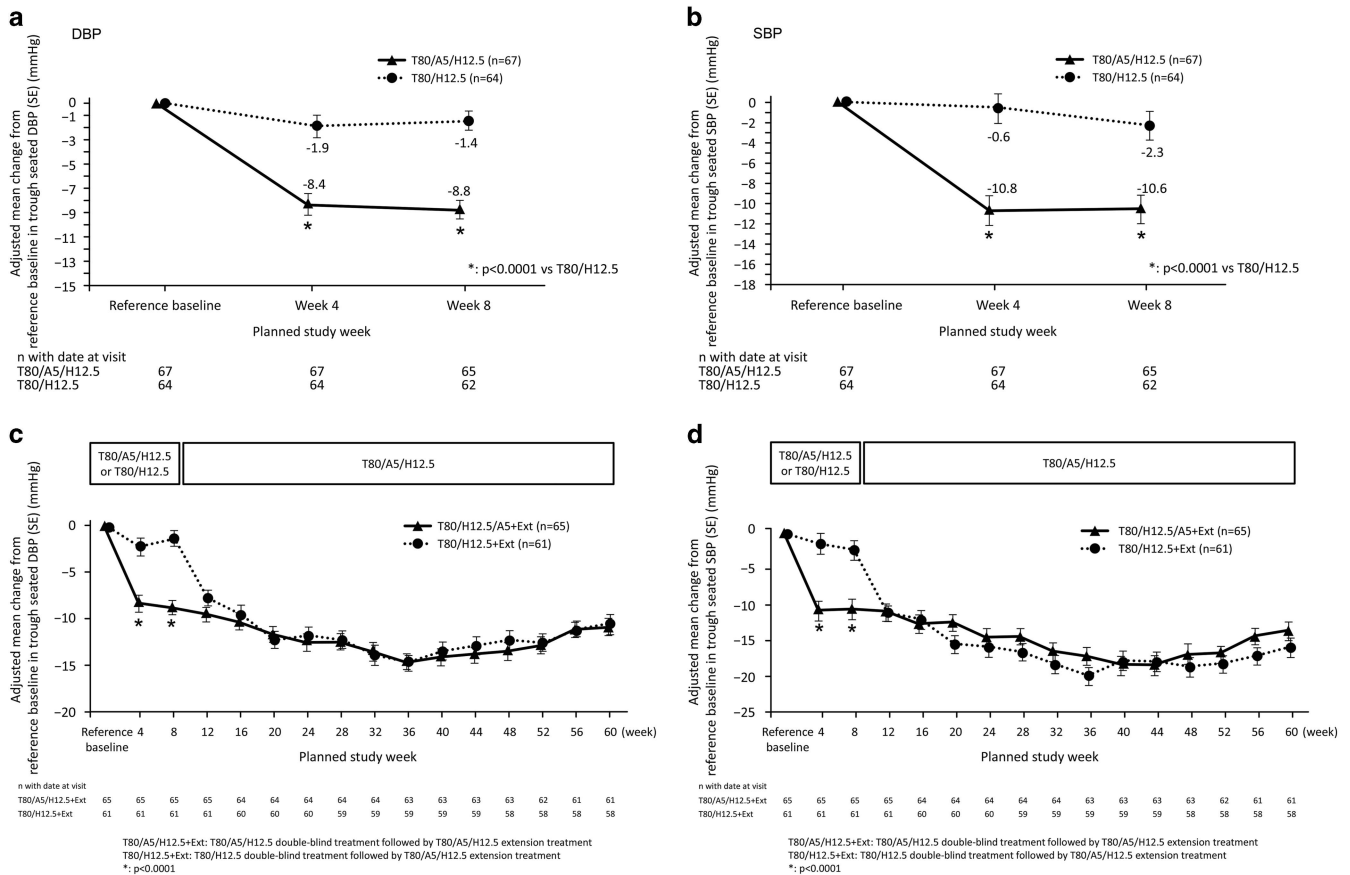 a
DBP
T80/A5/H12.5 (n=67)
T80/H12.5 (n=64)
Adjusted mean change from
reference baseline in trough seated DBP (SE) (mmHg)
0
−1
−3
−5
−7
−9
−11
−13
−15
-1.9
-1.4
-8.4
-8.8
*
*
*: p<0.0001 vs T80/H12.5
Reference baseline
Week 4
Week 8
Planned study week
n with date at visit
T80/A5/H12.5 67 67 65
T80/H12.5 64 64 62
b
SBP
T80/A5/H12.5 (n=67)
T80/H12.5 (n=64)
Adjusted mean change from
reference baseline in trough seated SBP (SE) (mmHg)
0
−2
−4
−6
−8
−10
−12
−14
−16
−18
-0.6
-2.3
-10.8
-10.6
*
*
*: p<0.0001 vs T80/H12.5
Reference baseline
Week 4
Week 8
Planned study week
n with date at visit
T80/A5/H12.5 67 67 65
T80/H12.5 64 64 62
c
T80/A5/H12.5
or T80/H12.5
T80/A5/H12.5
T80/H12.5/A5+Ext (n=65)
T80/H12.5+Ext (n=61)
Adjusted mean change from
reference baseline in trough seated DBP (SE) (mmHg)
0
−5
−10
−15
−20
*
*
Reference 4 8 12 16 20 24 28 32 36 40 44 48 52 56 60 (week)
baseline
Planned study week
n with date at visit
T80/A5/H12.5+Ext 65 65 65 65 64 64 64 64 64 63 63 63 63 62 61 61
T80/H12.5+Ext 61 61 61 61 60 60 60 59 59 59 59 59 58 58 58 58
T80/A5/H12.5+Ext: T80/A5/H12.5 double-blind treatment followed by T80/A5/H12.5 extension treatment
T80/H12.5+Ext: T80/H12.5 double-blind treatment followed by T80/A5/H12.5 extension treatment
*: p<0.0001
d
T80/A5/H12.5
or T80/H12.5
T80/A5/H12.5
T80/H12.5/A5+Ext (n=65)
T80/H12.5+Ext (n=61)
Adjusted mean change from
reference baseline in trough seated SBP (SE) (mmHg)
0
−5
−10
−15
−20
−25
*
*
Reference 4 8 12 16 20 24 28 32 36 40 44 48 52 56 60 (week)
baseline
Planned study week
n with date at visit
T80/A5/H12.5+Ext 65 65 65 65 64 64 64 64 64 63 63 63 63 62 61 61
T80/H12.5+Ext 61 61 61 61 60 60 60 59 59 59 59 59 58 58 58 58
T80/A5/H12.5+Ext: T80/A5/H12.5 double-blind treatment followed by T80/A5/H12.5 extension treatment
T80/H12.5+Ext: T80/H12.5 double-blind treatment followed by T80/A5/H12.5 extension treatment
*: p<0.0001